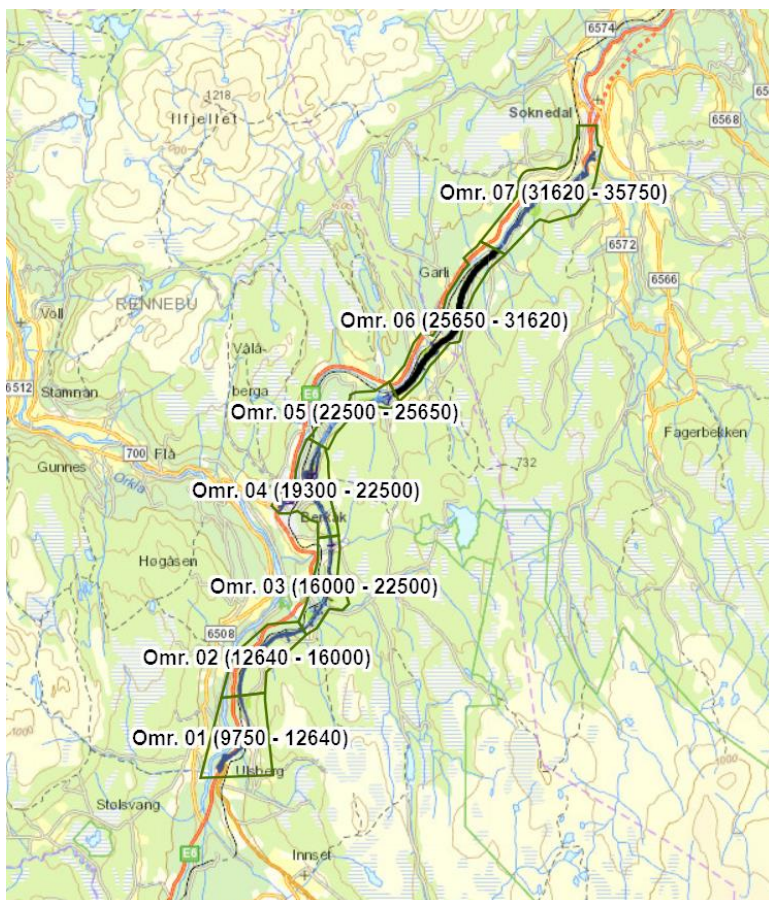 6574
1218
Ilfjellet
Soknedal
6568
Omr. 07 (31620 - 35750)
6572
Garli
6566
RENNEBU
Voll
Omr. 06 (25650 - 31620)
Vålå-
berga
6512
Stamnan
E6
Omr. 05 (22500 - 25650)
Fagerbekken
700
Flå
732
Gunnes
Orkla
Omr. 04 (19300 - 22500)
Berkåk
Høgåsen
Omr. 03 (16000 - 22500)
6508
Omr. 02 (12640 - 16000)
Omr. 01 (9750 - 12640)
1000
Ulsberg
Stølsvang
E6
Innset